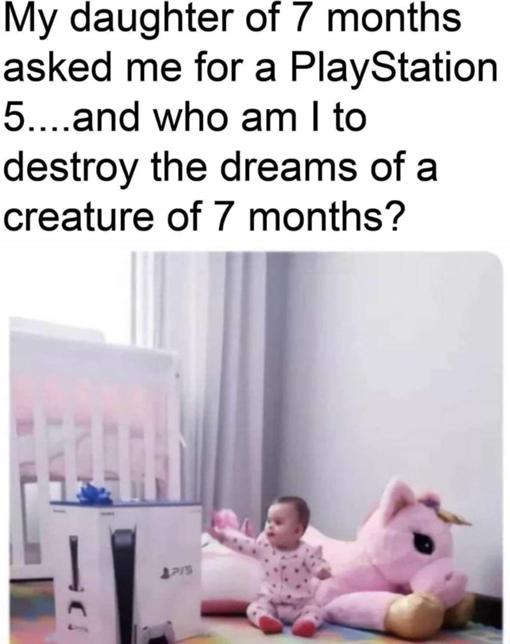 My daughter of 7 months
asked me for a PlayStation
5....and who am I to
destroy the dreams of a
creature of 7 months?
PS5